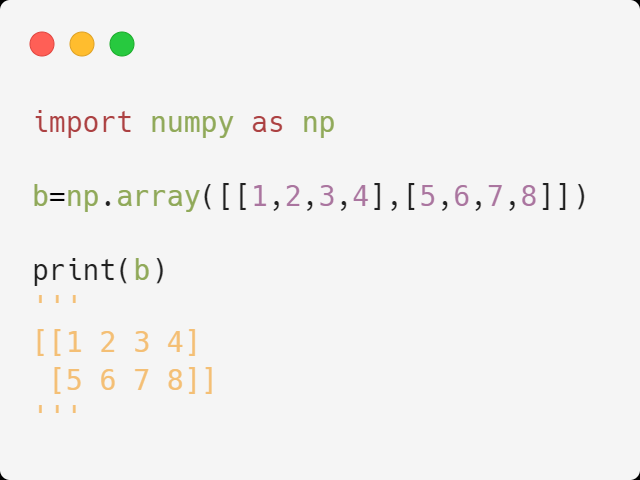 import numpy as np
b=np.array([[1,2,3,4],[5,6,7,8]])
print(b)
'''
[[1 2 3 4]
 [5 6 7 8]]
'''